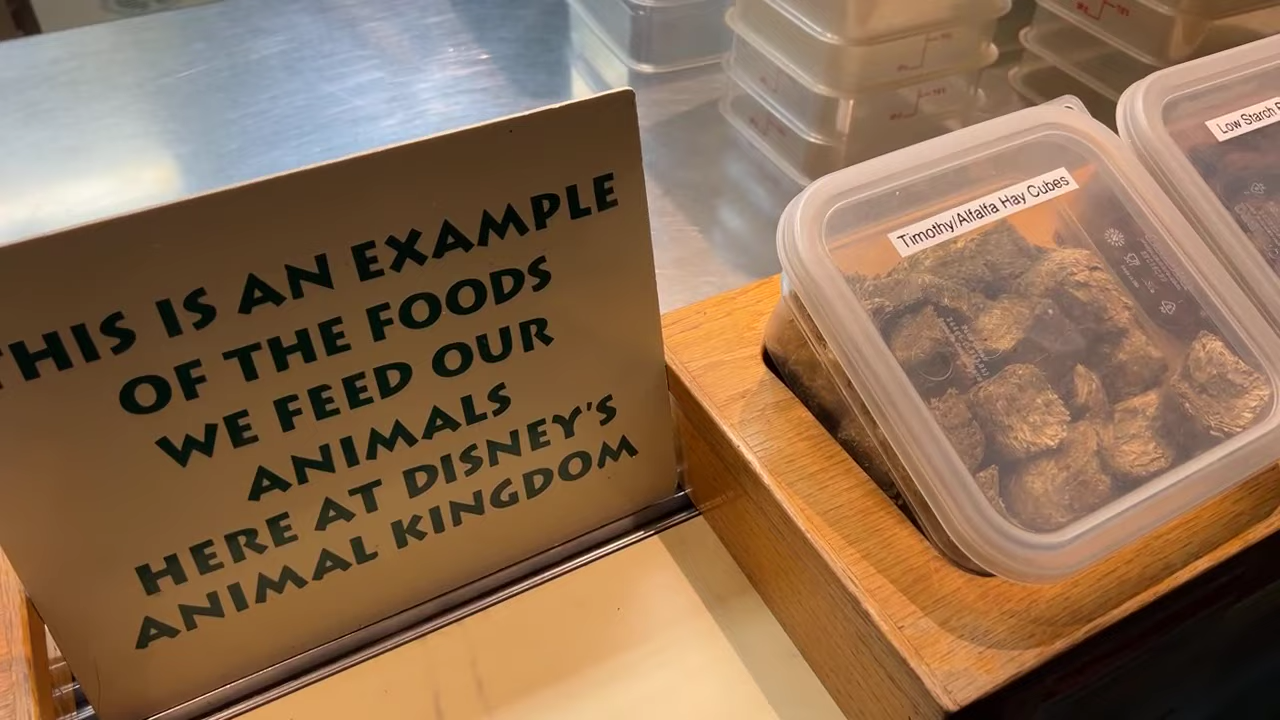 THIS IS AN EXAMPLE
OF THE FOODS
WE FEED OUR
ANIMALS
HERE AT DISNEY'S
ANIMAL KINGDOM
Timothy/Alfalfa Hay Cubes
Low Starch